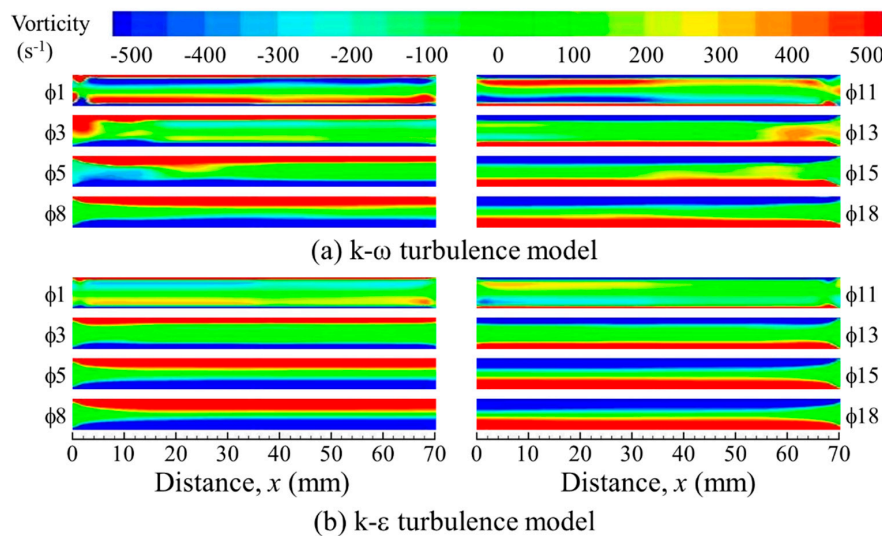 Vorticity
(s-1)
-500 -400 -300 -200 -100 0 100 200 300 400 500
ϕ1 ϕ11
ϕ3 ϕ13
ϕ5 ϕ15
ϕ8 ϕ18
(a) k-ω turbulence model
ϕ1 ϕ11
ϕ3 ϕ13
ϕ5 ϕ15
ϕ8 ϕ18
0 10 20 30 40 50 60 70 0 10 20 30 40 50 60 70
Distance, x (mm) Distance, x (mm)
(b) k-ε turbulence model